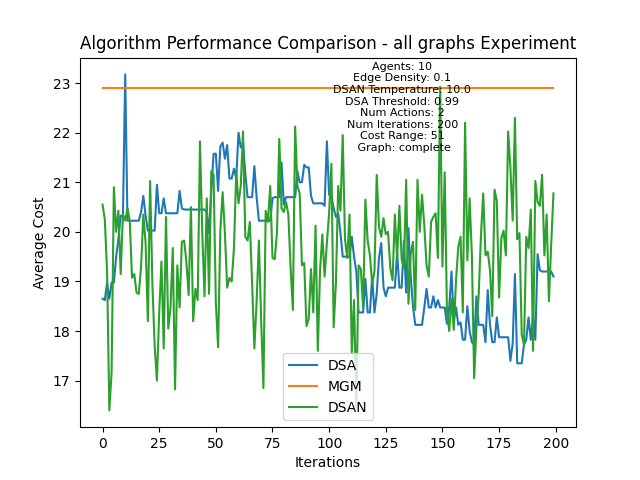 Algorithm Performance Comparison - all graphs Experiment
Agents: 10
Edge Density: 0.1
DSAN Temperature: 10.0
DSA Threshold: 0.99
Num Actions: 2
Num Iterations: 200
Cost Range: 51
Graph: complete
Average Cost
23
22
21
20
19
18
17
DSA
MGM
DSAN
0
25
50
75
100
125
150
175
200
Iterations